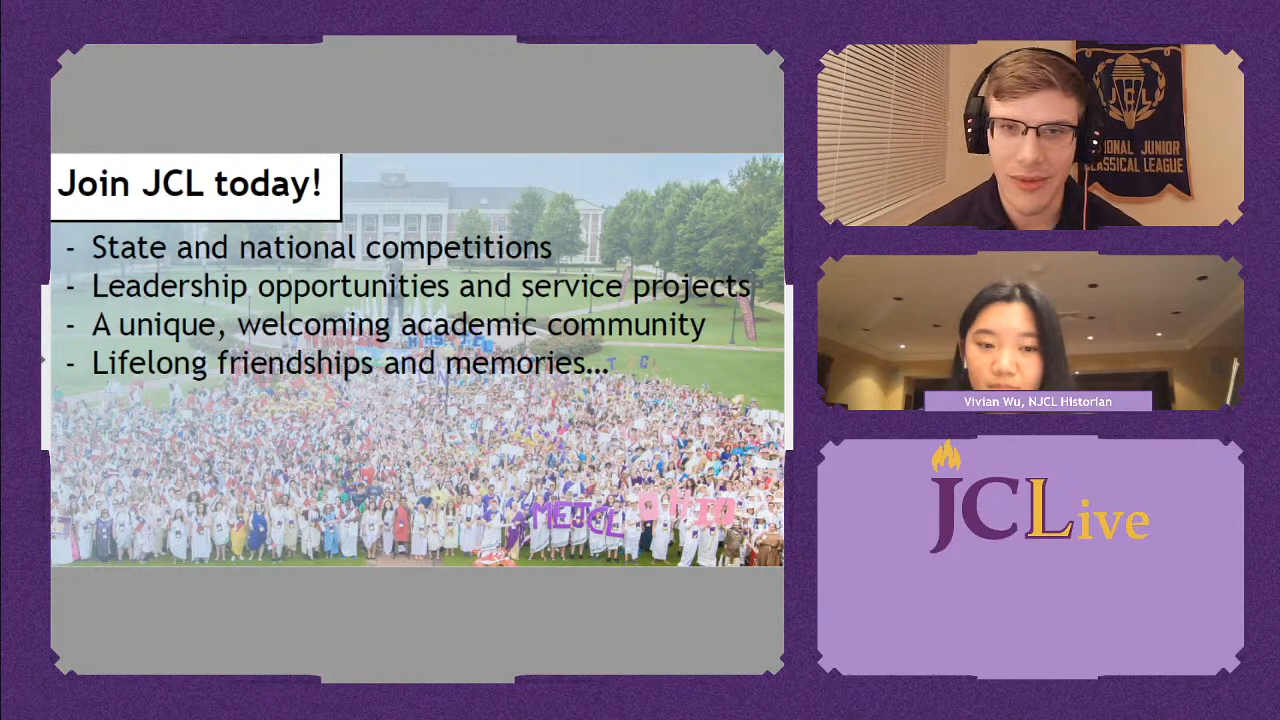 Join JCL today!
- State and national competitions
- Leadership opportunities and service projects
- A unique, welcoming academic community
- Lifelong friendships and memories...
MEJCL
OHIO
JCL
NATIONAL JUNIOR
CLASSICAL LEAGUE
Vivian Wu, NJCL Historian
JCLive